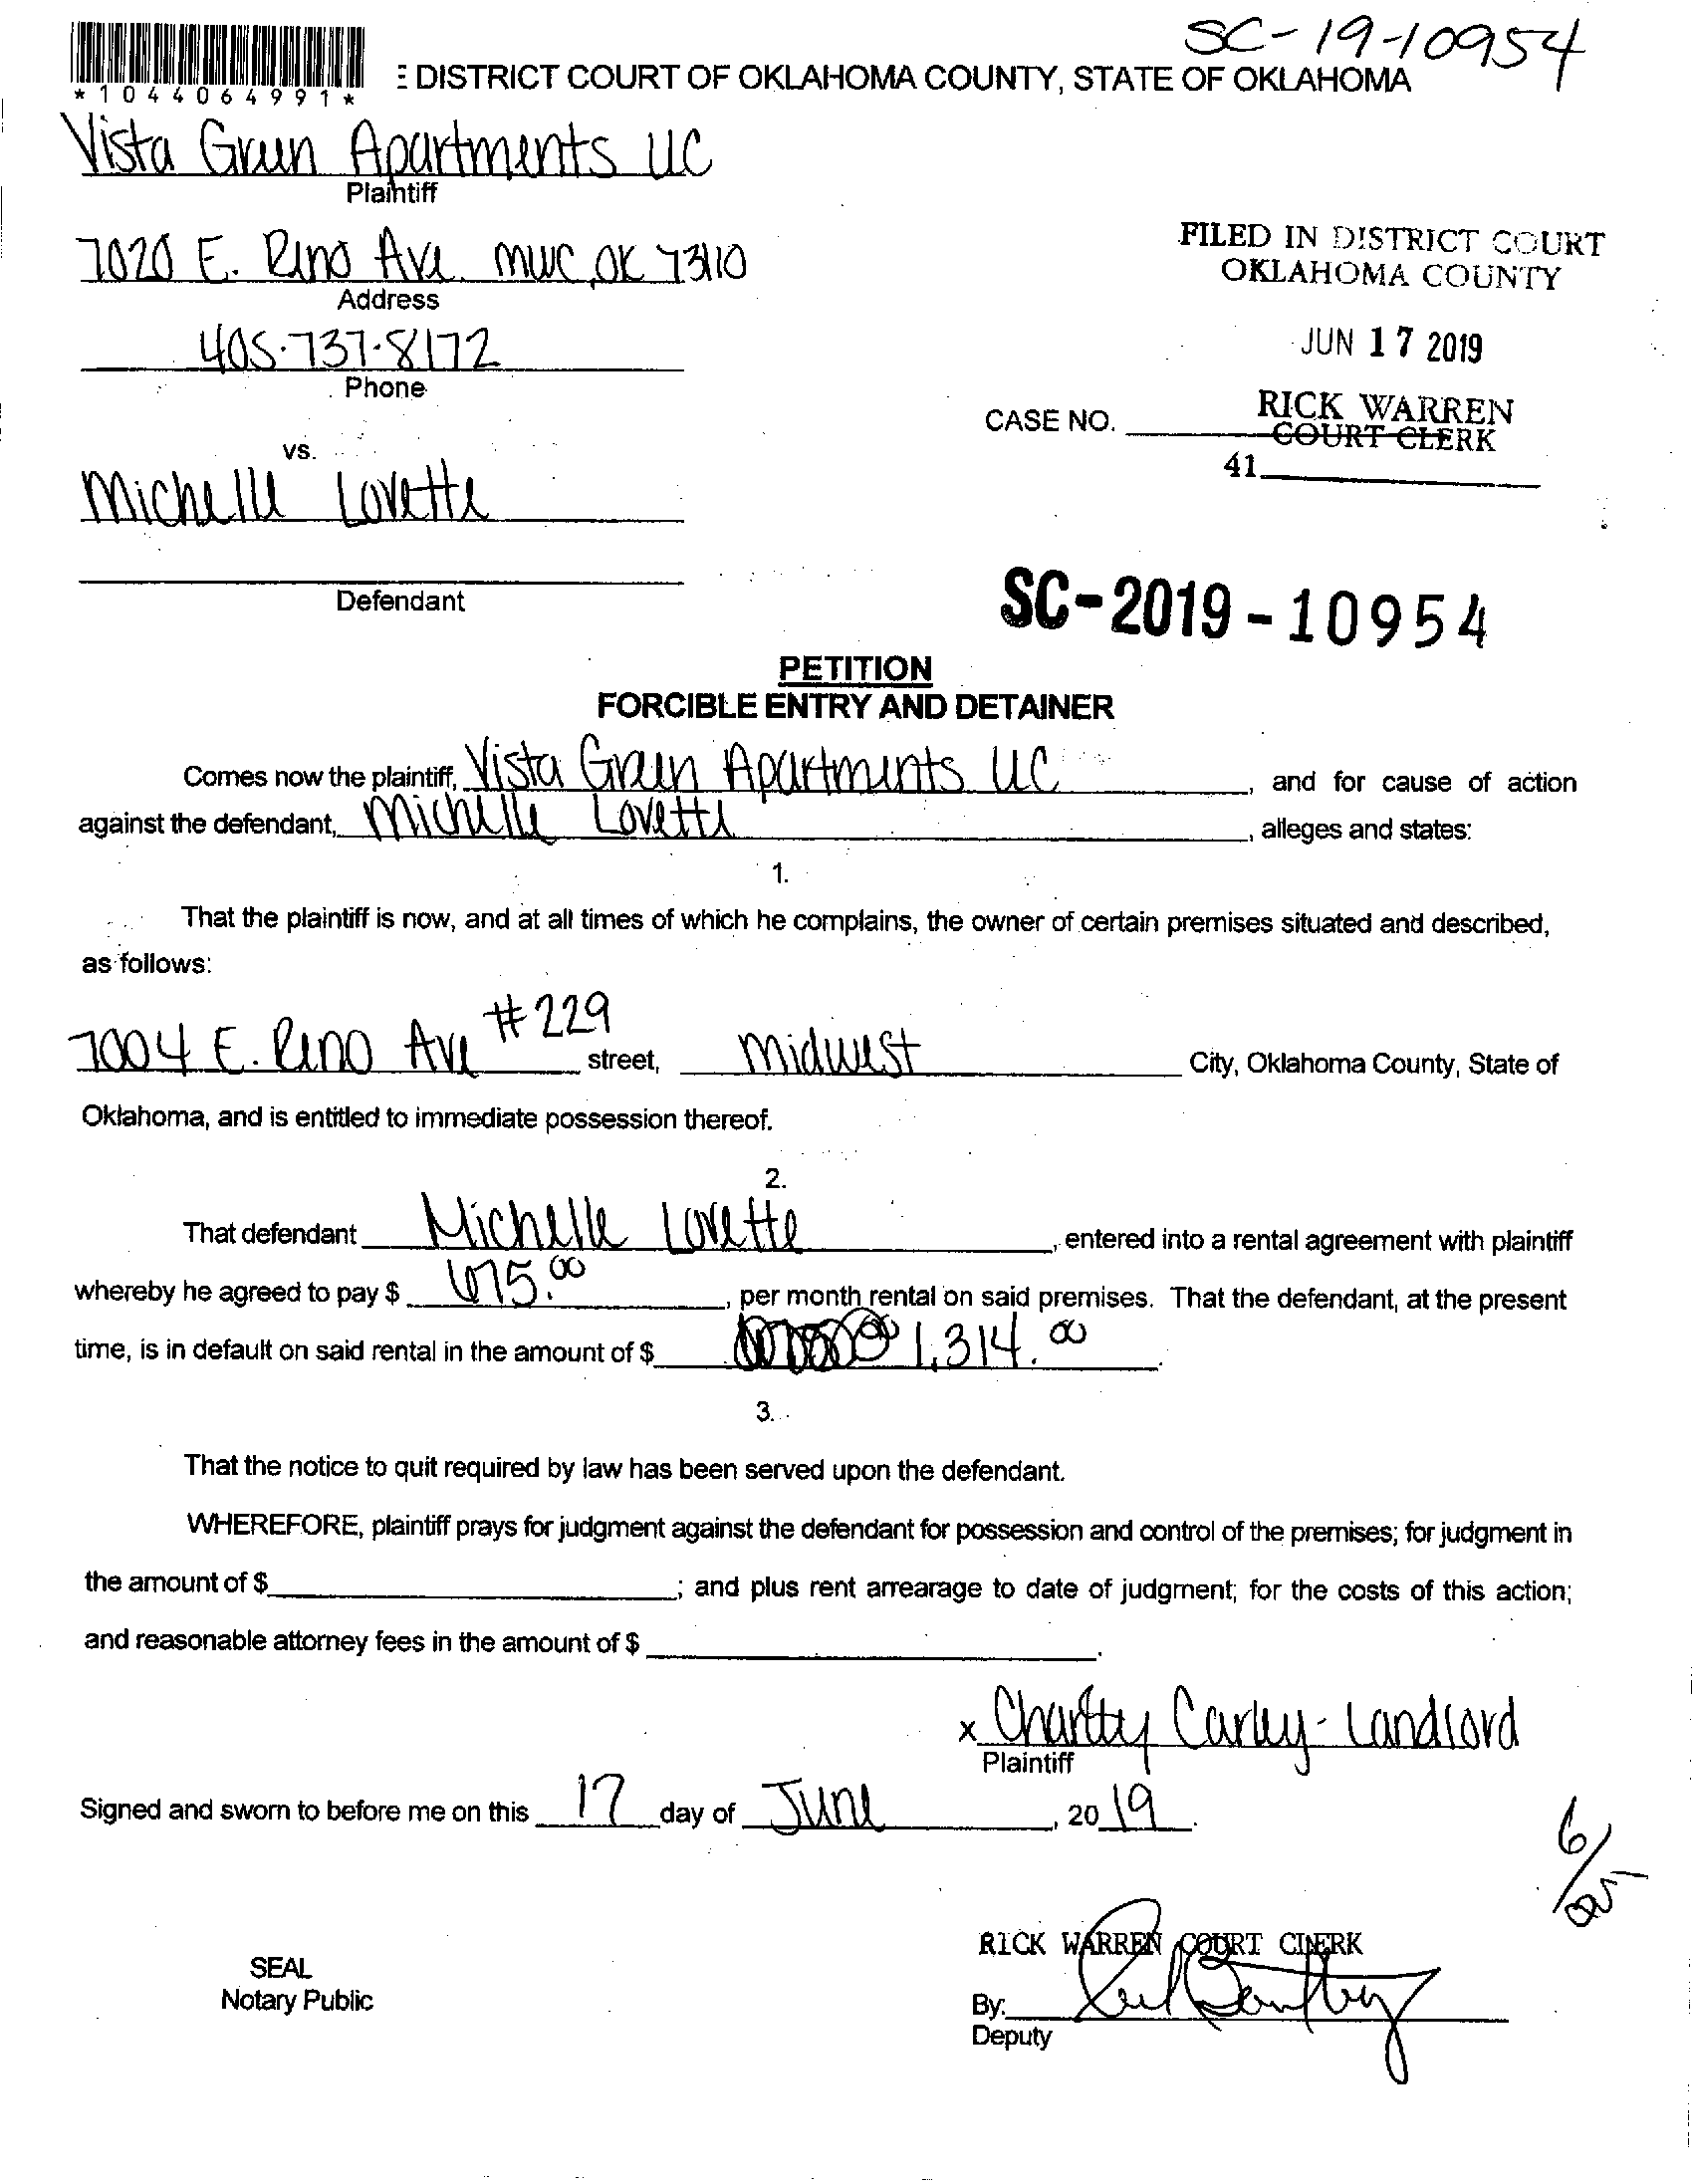 SC-19-10954
*1044064991*
E DISTRICT COURT OF OKLAHOMA COUNTY, STATE OF OKLAHOMA
Vista Green Apartments LLC
Plaintiff
7020 E. Reno Ave. MWC, OK 73110
Address
FILED IN DISTRICT COURT
OKLAHOMA COUNTY
405-737-8172
Phone
JUN 17 2019
RICK WARREN
COURT CLERK
CASE NO.
41
vs.
Michelle Lovette
Defendant
SC-2019-10954
PETITION
FORCIBLE ENTRY AND DETAINER
Comes now the plaintiff, Vista Green Apartments LLC, and for cause of action
against the defendant, Michelle Lovette, alleges and states:
1.
That the plaintiff is now, and at all times of which he complains, the owner of certain premises situated and described,
as follows:
7004 E. Reno Ave #229 street, Midwest City, Oklahoma County, State of
Oklahoma, and is entitled to immediate possession thereof.
2.
That defendant Michelle Lovette, entered into a rental agreement with plaintiff
whereby he agreed to pay $ 675.00, per month rental on said premises. That the defendant, at the present
time, is in default on said rental in the amount of $ 1,314.00.
3.
That the notice to quit required by law has been served upon the defendant.
WHEREFORE, plaintiff prays for judgment against the defendant for possession and control of the premises; for judgment in
the amount of $ ; and plus rent arrearage to date of judgment; for the costs of this action;
and reasonable attorney fees in the amount of $ .
x Charity Carley-Landlord
Plaintiff
Signed and sworn to before me on this 17 day of June, 2019.
RICK WARREN COURT CLERK
SEAL
Notary Public
By:
Deputy